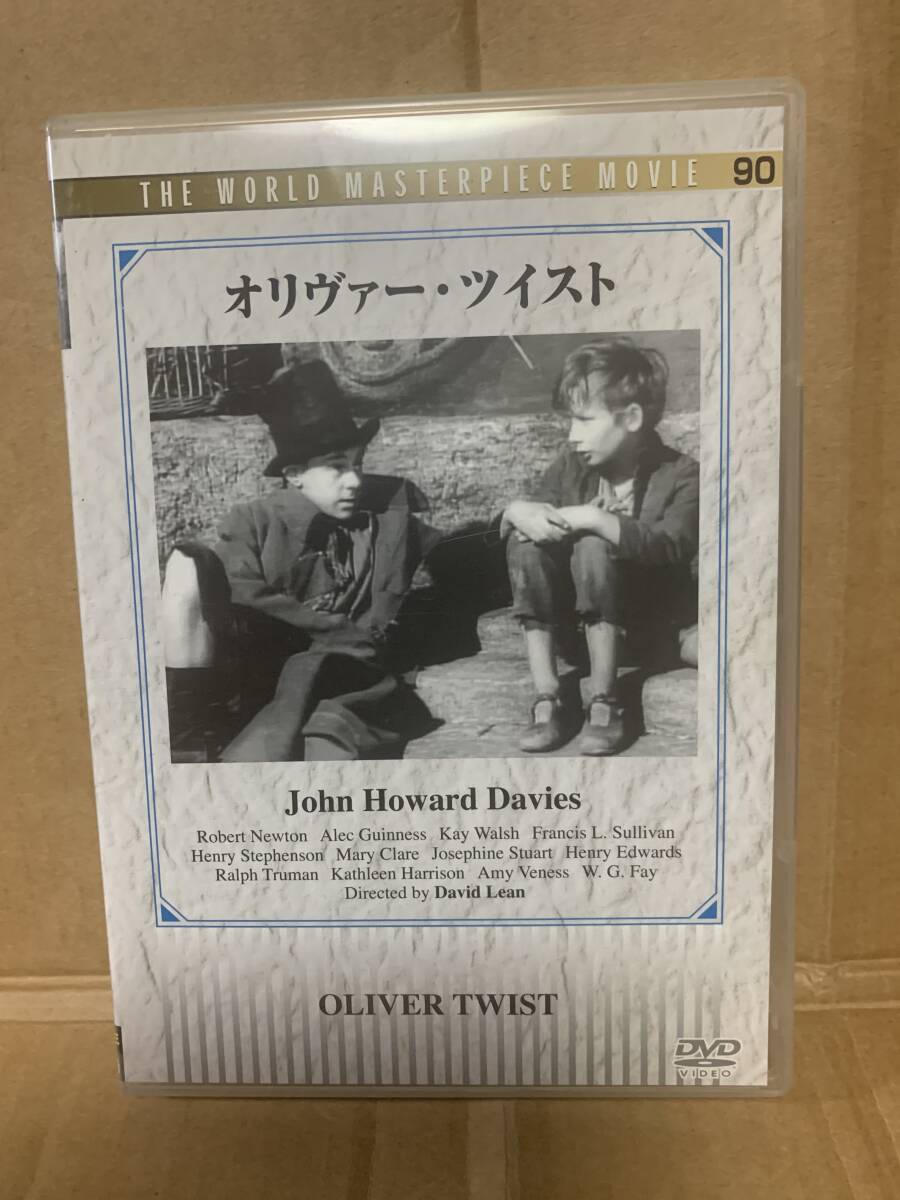 THE WORLD MASTERPIECE MOVIE 90
オリヴァー・ツイスト
John Howard Davies
Robert Newton Alec Guinness Kay Walsh Francis L. Sullivan
Henry Stephenson Mary Clare Josephine Stuart Henry Edwards
Ralph Truman Kathleen Harrison Amy Veness W. G. Fay
Directed by David Lean
OLIVER TWIST
DVD
VIDEO